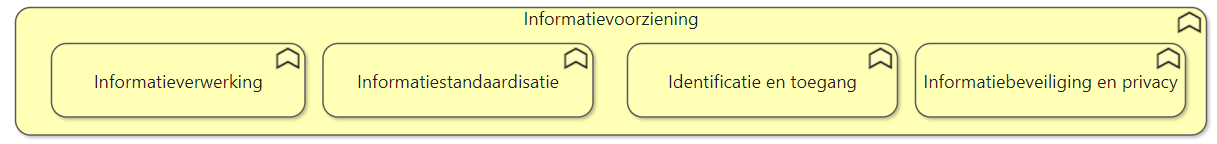 Informatievoorziening
Informatieverwerking
Informatiestandaardisatie
Identificatie en toegang
Informatiebeveiliging en privacy